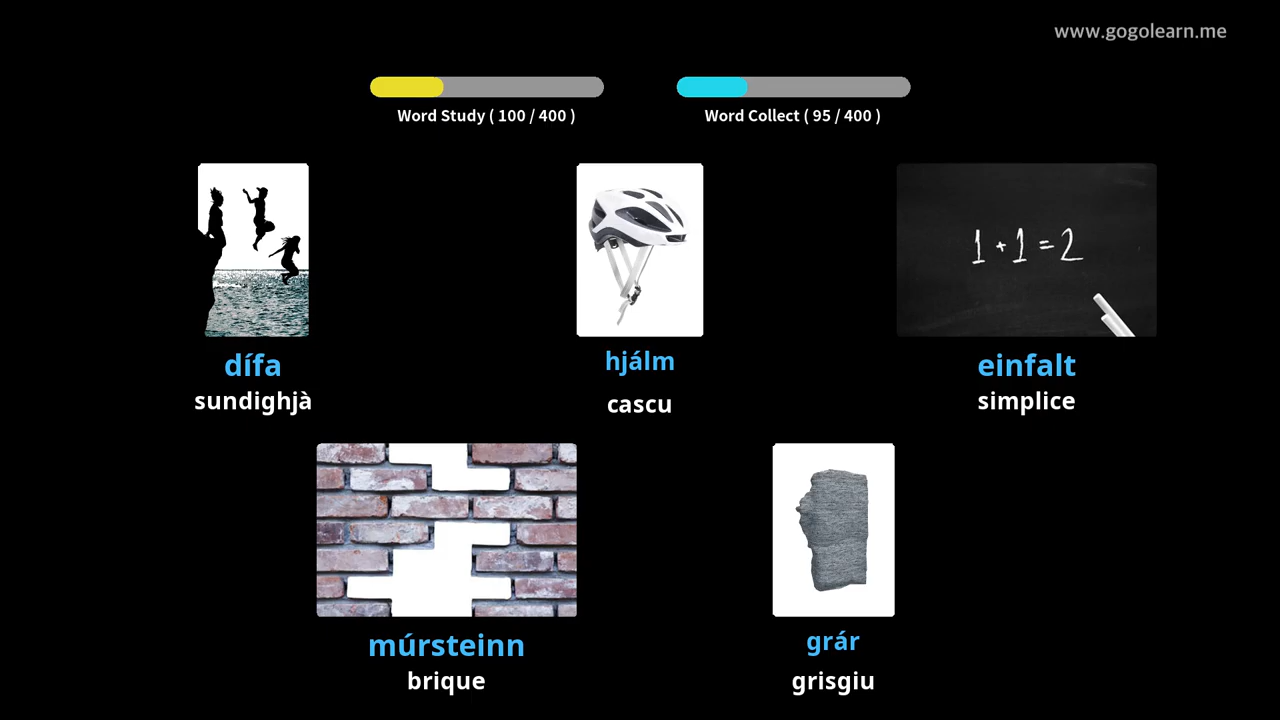 www.gogolearn.me
Word Study ( 100 / 400 )
Word Collect ( 95 / 400 )
1 + 1 = 2
dífa
sundighjà
hjálm
cascu
einfalt
simplice
múrsteinn
brique
grár
grisgiu